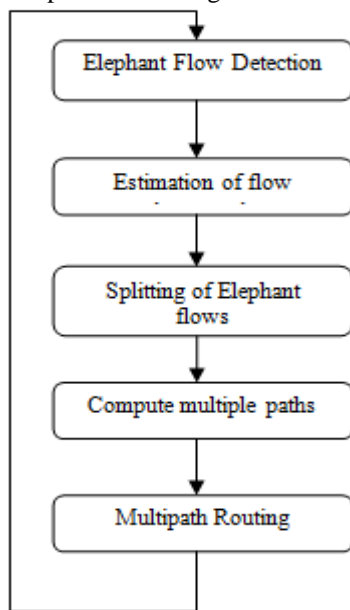 Elephant Flow Detection
Estimation of flow
Splitting of Elephant
flows
Compute multiple paths
Multipath Routing